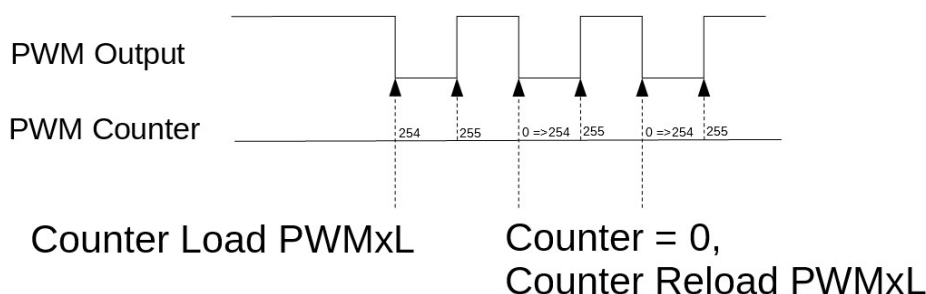 PWM Output
PWM Counter
254 255 0 =>254 255 0 =>254 255
Counter Load PWMxL
Counter = 0,
Counter Reload PWMxL